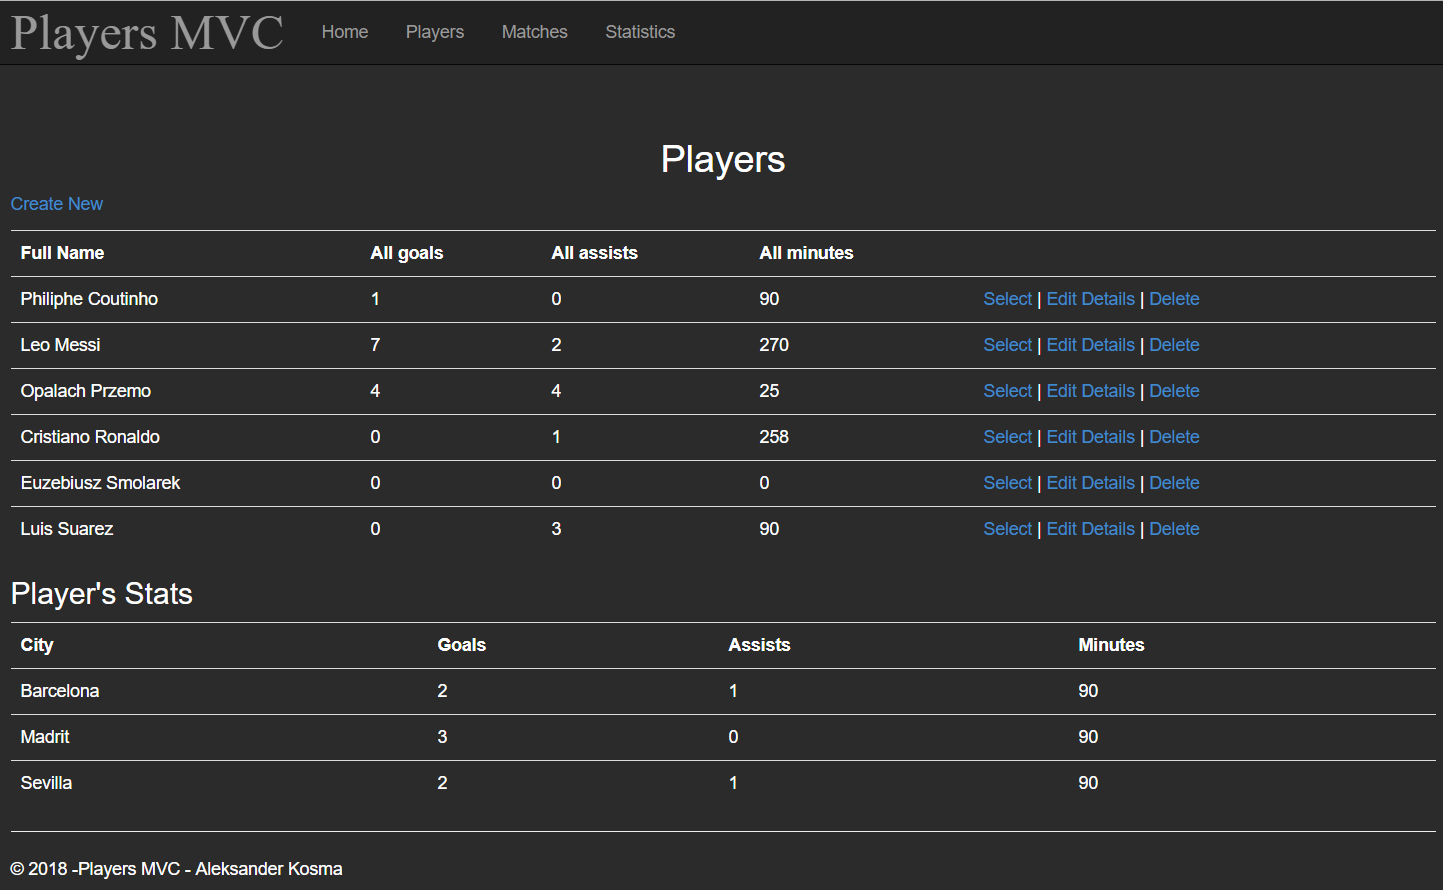 Players MVC Home Players Matches Statistics
Players
Create New
Full Name All goals All assists All minutes
Philiphe Coutinho 1 0 90 Select | Edit Details | Delete
Leo Messi 7 2 270 Select | Edit Details | Delete
Opalach Przemo 4 4 25 Select | Edit Details | Delete
Cristiano Ronaldo 0 1 258 Select | Edit Details | Delete
Euzebiusz Smolarek 0 0 0 Select | Edit Details | Delete
Luis Suarez 0 3 90 Select | Edit Details | Delete
Player's Stats
City Goals Assists Minutes
Barcelona 2 1 90
Madrit 3 0 90
Sevilla 2 1 90
© 2018 -Players MVC - Aleksander Kosma